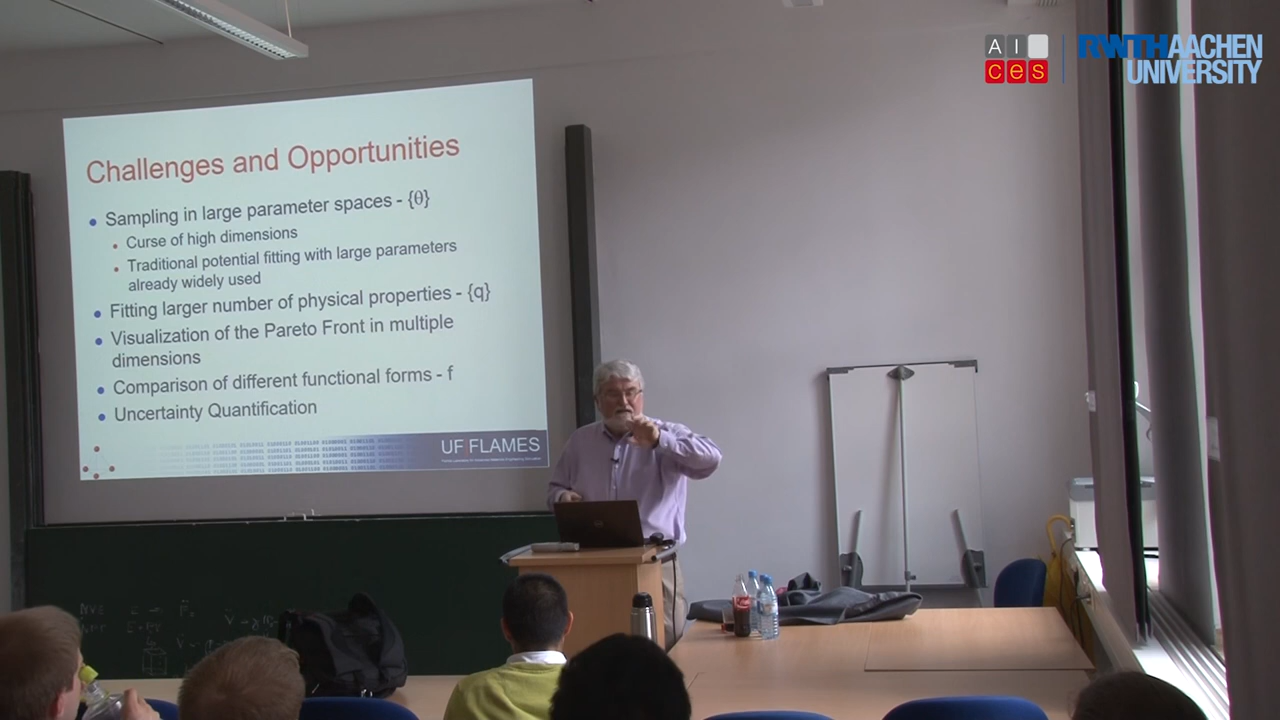 AI
ces
RWTHAACHEN
UNIVERSITY
Challenges and Opportunities
Sampling in large parameter spaces - {θ}
Curse of high dimensions
Traditional potential fitting with large parameters
already widely used
Fitting larger number of physical properties - {q}
Visualization of the Pareto Front in multiple
dimensions
Comparison of different functional forms - f
Uncertainty Quantification
UF|FLAMES
NVE